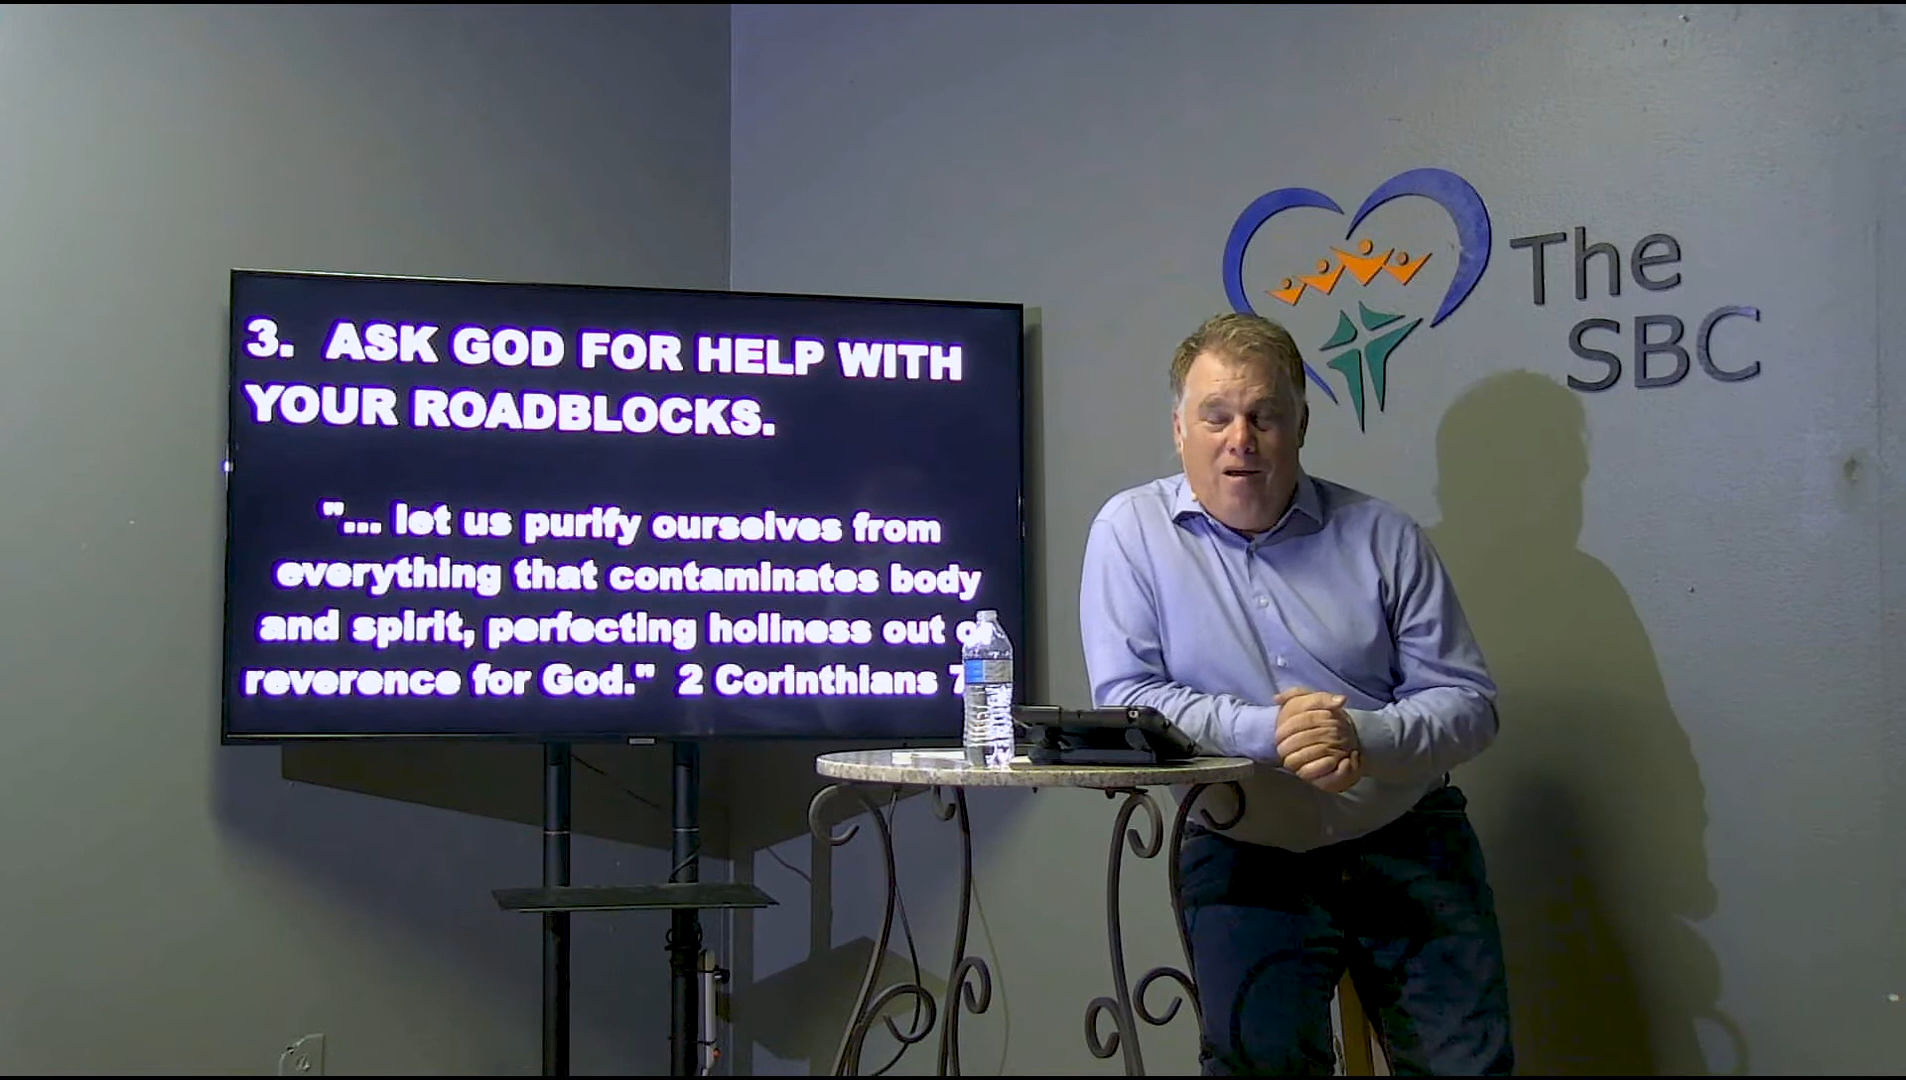 3. ASK GOD FOR HELP WITH
YOUR ROADBLOCKS.
"... let us purify ourselves from
everything that contaminates body
and spirit, perfecting holiness out
reverence for God." 2 Corinthians 7
The
SBC